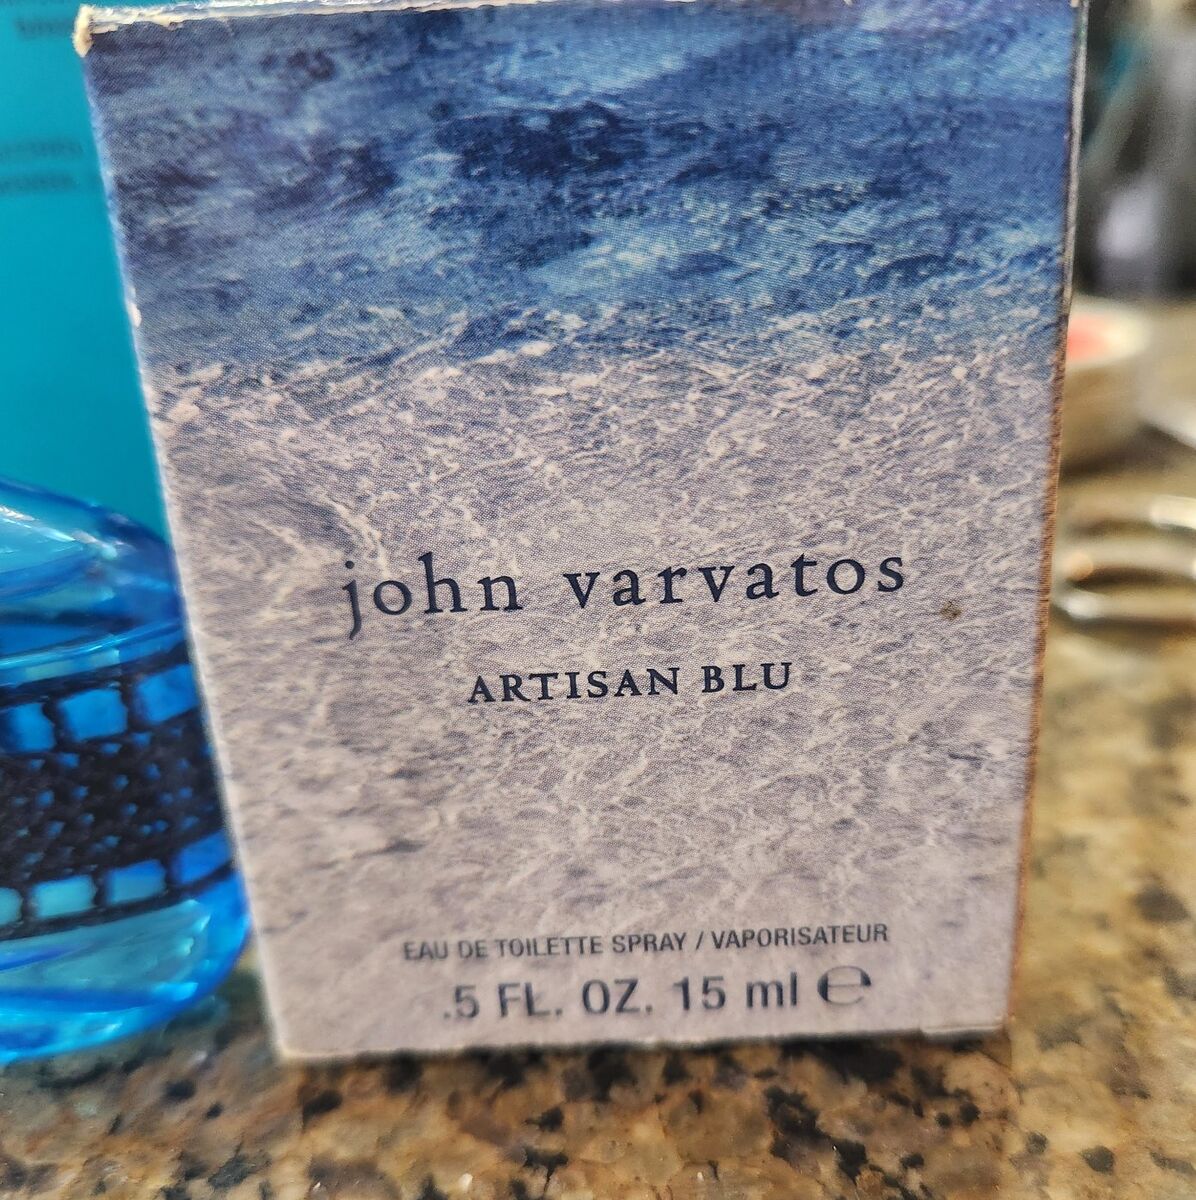 john varvatos
ARTISAN BLU
EAU DE TOILETTE SPRAY / VAPORISATEUR
.5 FL. OZ. 15 ml ℮